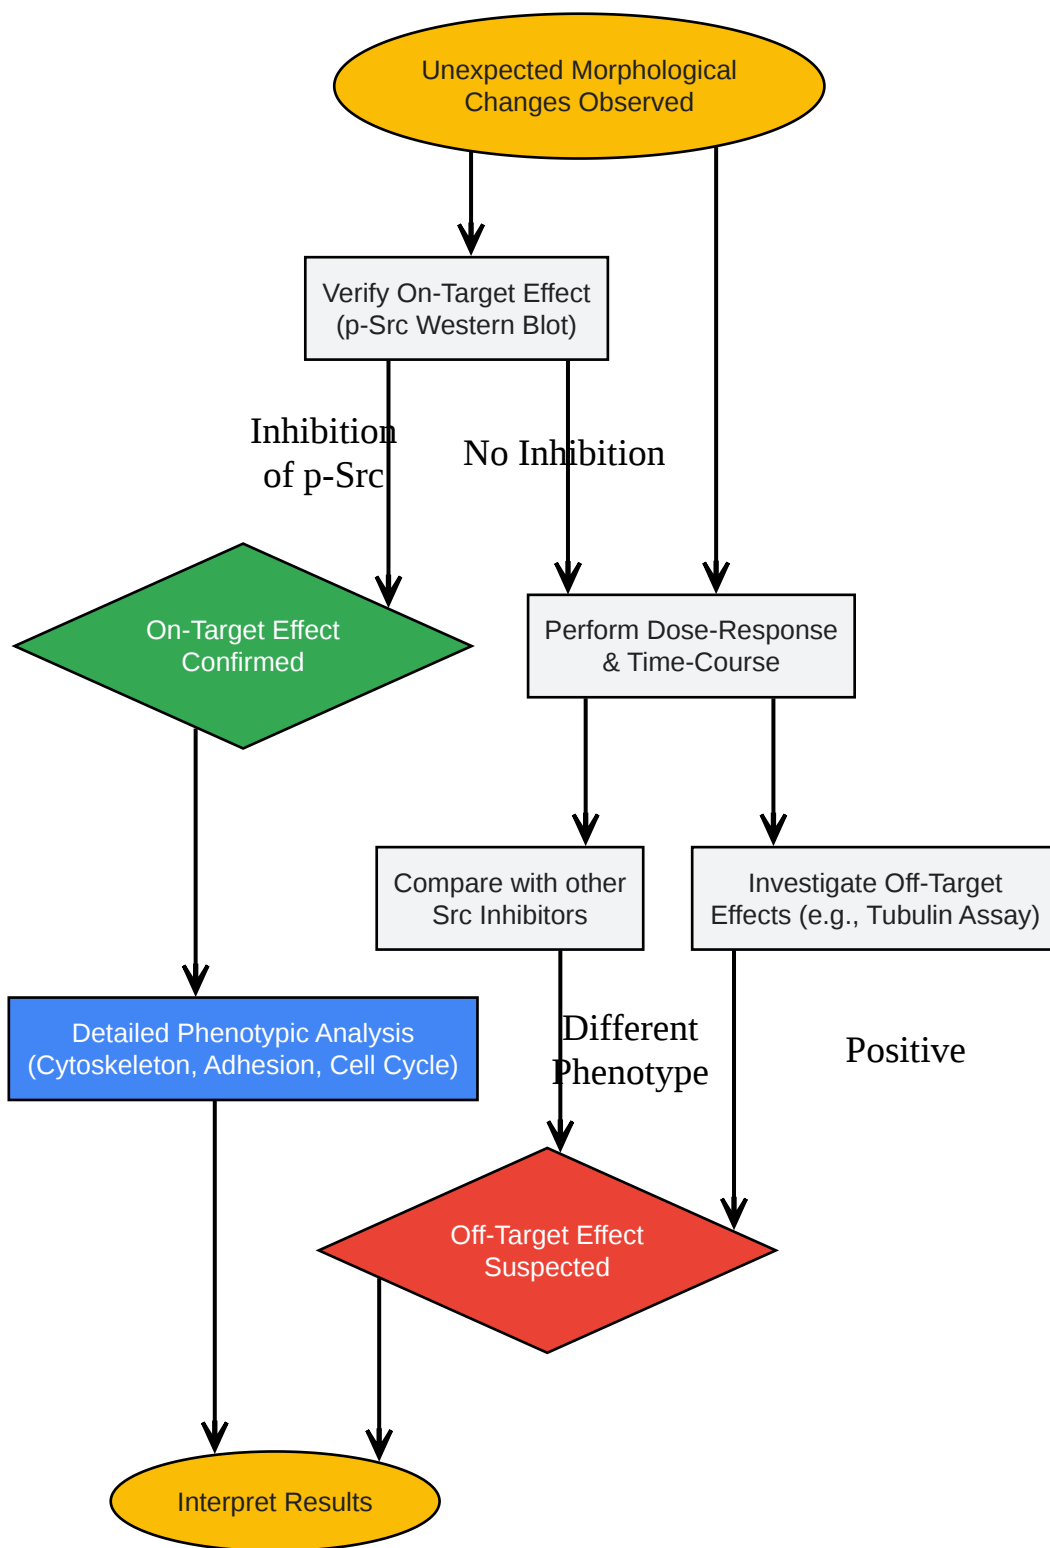 Unexpected Morphological
Changes Observed
Verify On-Target Effect
(p-Src Western Blot)
Inhibition
of p-Src
No Inhibition
On-Target Effect
Confirmed
Perform Dose-Response
& Time-Course
Compare with other
Src Inhibitors
Investigate Off-Target
Effects (e.g., Tubulin Assay)
Detailed Phenotypic Analysis
(Cytoskeleton, Adhesion, Cell Cycle)
Different
Phenotype
Positive
Off-Target Effect
Suspected
Interpret Results